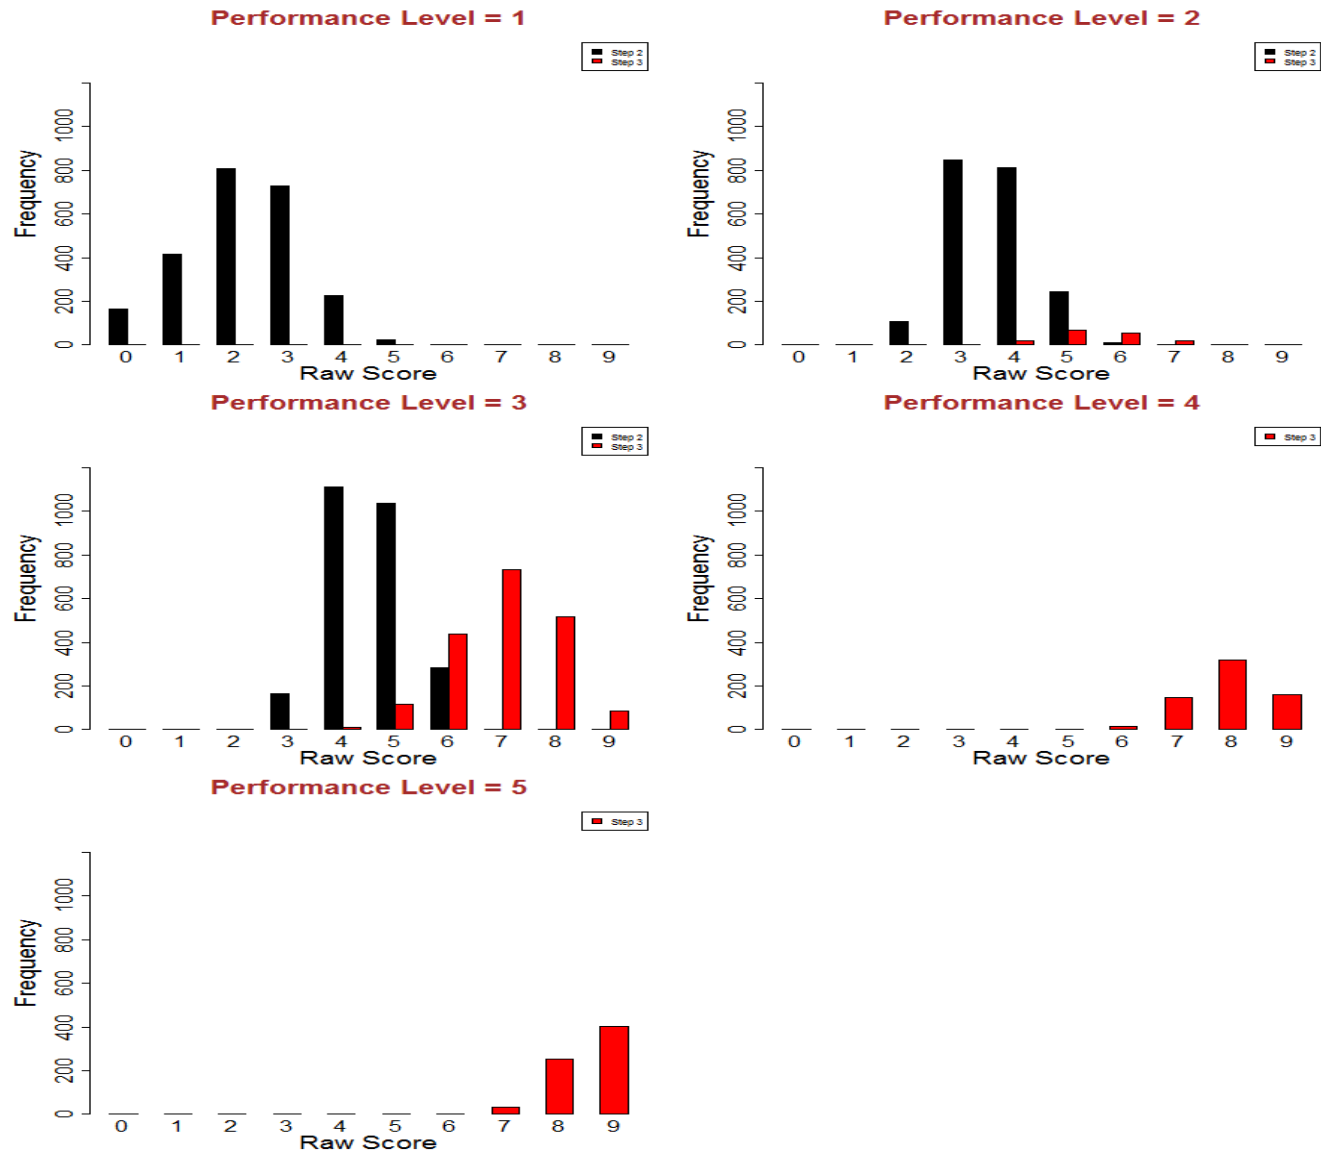 Performance Level = 1
Step 2
Step 3
Frequency
0 200 400 600 800 1000
0 1 2 3 4 5 6 7 8 9
Raw Score
Performance Level = 2
Step 2
Step 3
Frequency
0 200 400 600 800 1000
0 1 2 3 4 5 6 7 8 9
Raw Score
Performance Level = 3
Step 2
Step 3
Frequency
0 200 400 600 800 1000
0 1 2 3 4 5 6 7 8 9
Raw Score
Performance Level = 4
Step 3
Frequency
0 200 400 600 800 1000
0 1 2 3 4 5 6 7 8 9
Raw Score
Performance Level = 5
Step 3
Frequency
0 200 400 600 800 1000
0 1 2 3 4 5 6 7 8 9
Raw Score